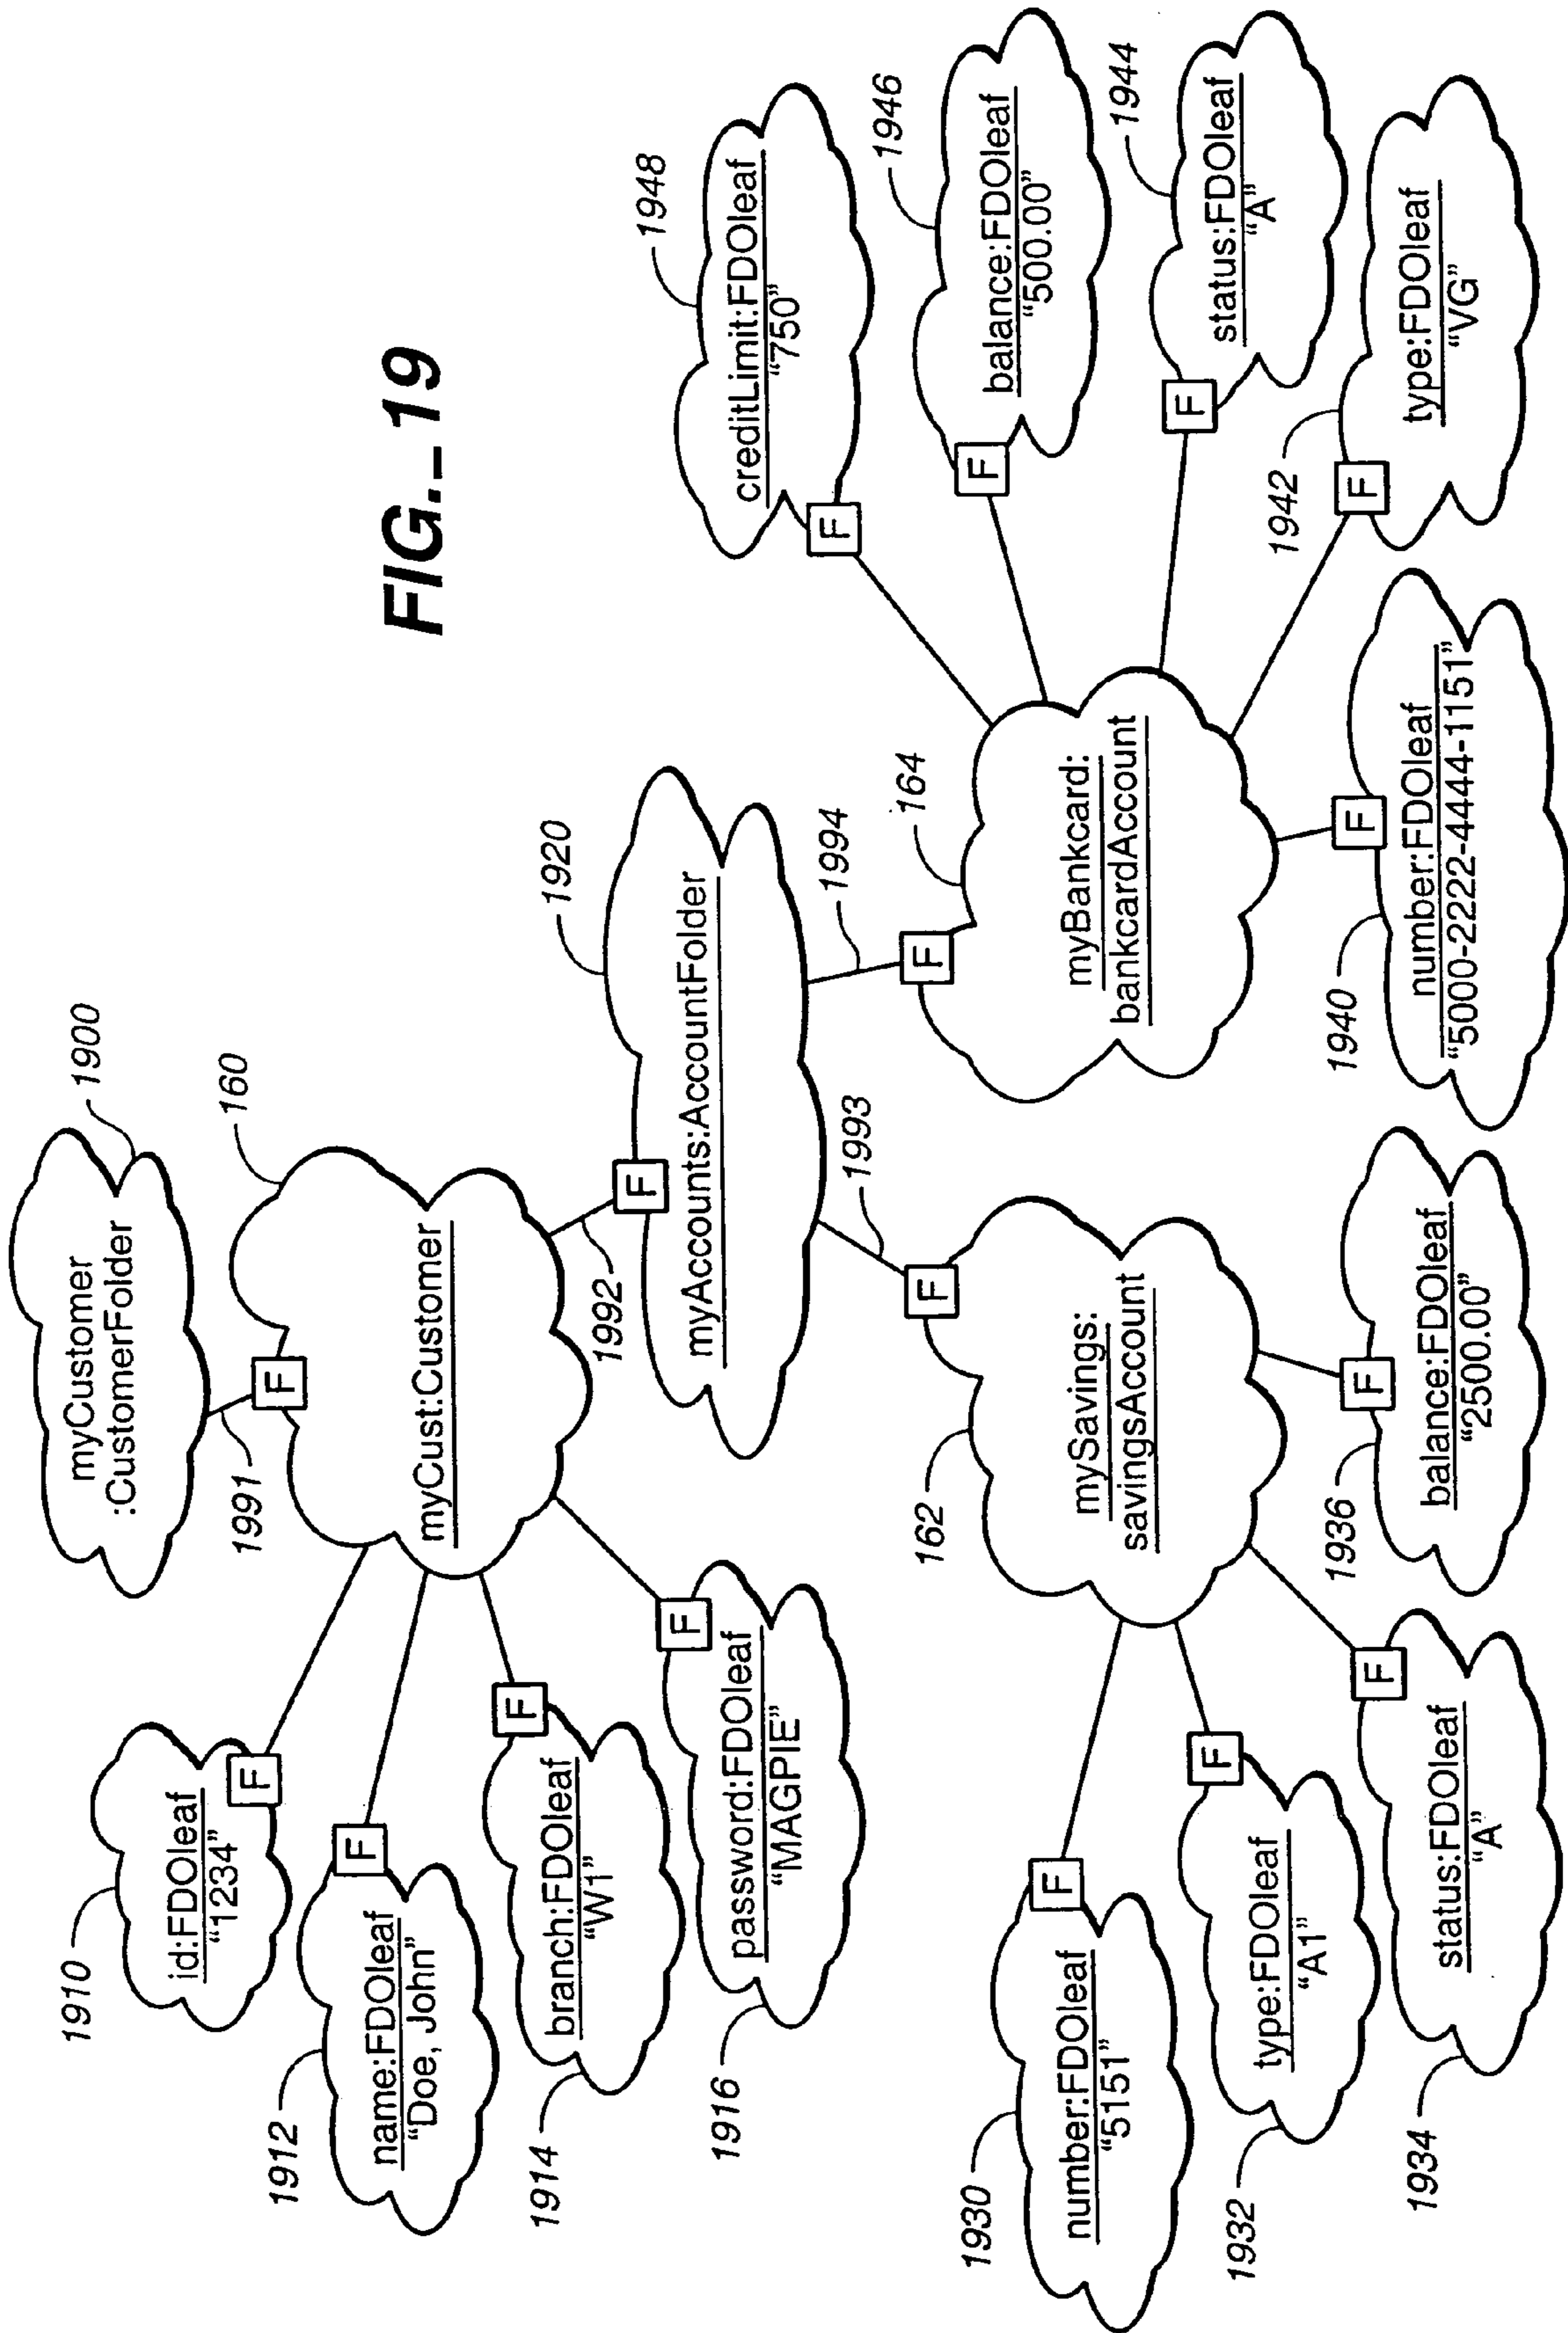 FIG._19
myCustomer
:CustomerFolder
1900
1991
F
160
myCust:Customer
1910
id:FDOleaf
"1234"
F
1912
name:FDOleaf
"Doe, John"
F
1914
branch:FDOleaf
"W1"
F
1916
password:FDOleaf
"MAGPIE"
F
1992
F
1920
myAccounts:AccountFolder
1993
F
162
mySavings:
savingsAccount
1930
number:FDOleaf
"5151"
F
1932
type:FDOleaf
"A1"
F
1934
status:FDOleaf
"A"
F
1936
balance:FDOleaf
"2500.00"
F
1994
F
164
myBankcard:
bankcardAccount
1940
number:FDOleaf
"5000-2222-4444-1151"
F
1942
type:FDOleaf
"VG"
F
1944
status:FDOleaf
"A"
F
1946
balance:FDOleaf
"500.00"
F
1948
creditLimit:FDOleaf
"750"
F